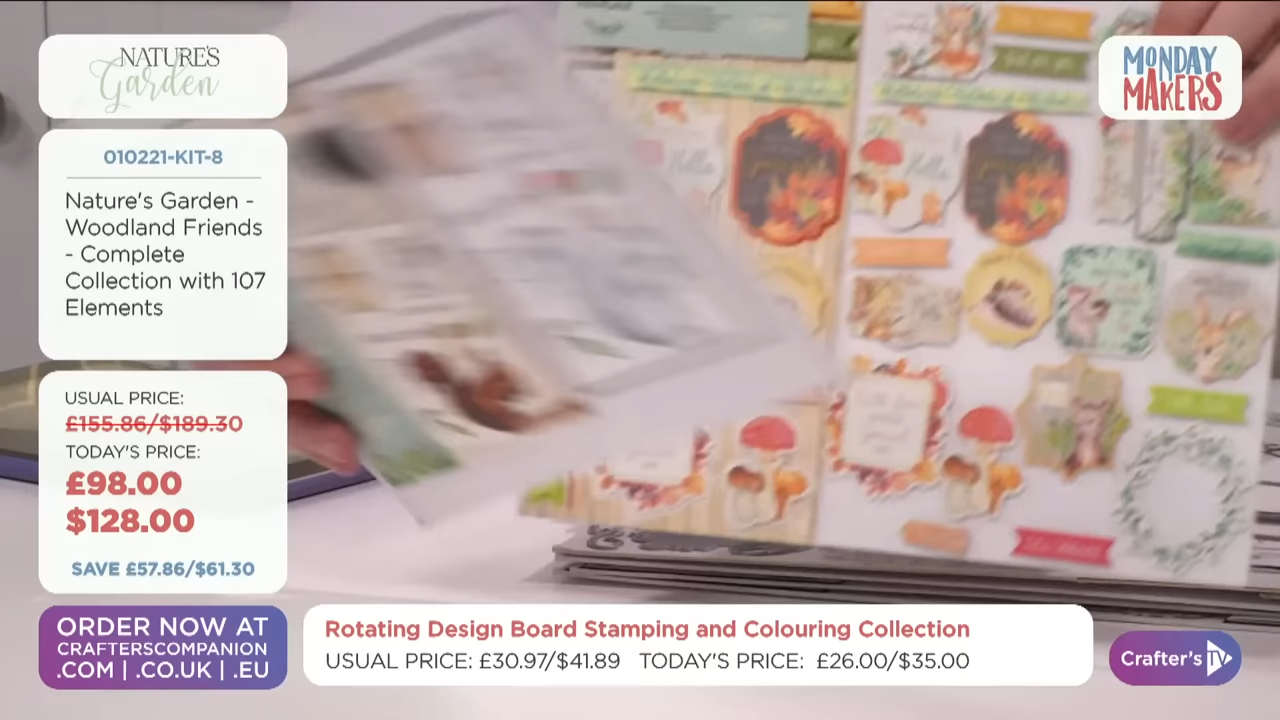 NATURE'S
Garden
010221-KIT-8
Nature's Garden -
Woodland Friends
- Complete
Collection with 107
Elements
USUAL PRICE:
£155.86/$189.30
TODAY'S PRICE:
£98.00
$128.00
SAVE £57.86/$61.30
ORDER NOW AT
CRAFTERSCOMPANION
.COM | .CO.UK | .EU
Rotating Design Board Stamping and Colouring Collection
USUAL PRICE: £30.97/$41.89 TODAY'S PRICE: £26.00/$35.00
MONDAY
MAKERS
Crafter's TV
Hello